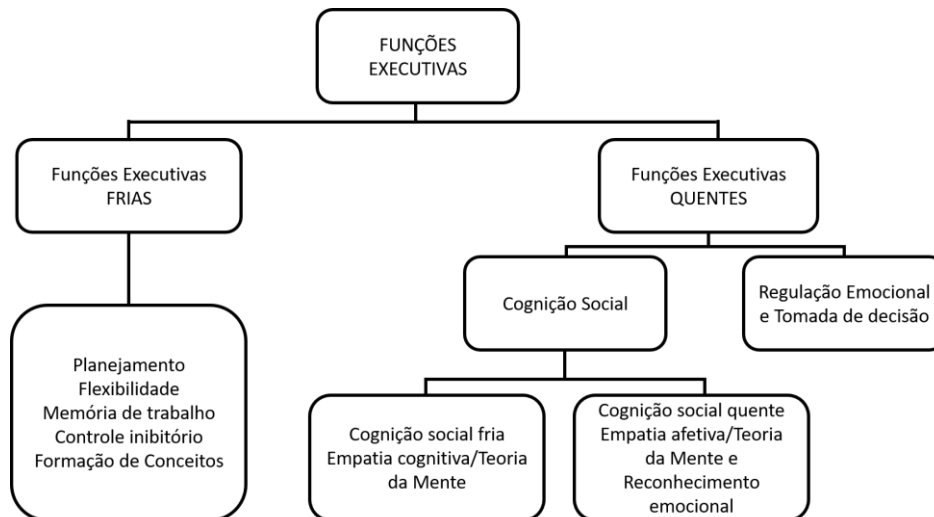 FUNÇÕES
EXECUTIVAS
Funções Executivas
FRIAS
Funções Executivas
QUENTES
Cognição Social
Regulação Emocional
e Tomada de decisão
Planejamento
Flexibilidade
Memória de trabalho
Controle inibitório
Formação de Conceitos
Cognição social fria
Empatia cognitiva/Teoria
da Mente
Cognição social quente
Empatia afetiva/Teoria
da Mente e
Reconhecimento
emocional